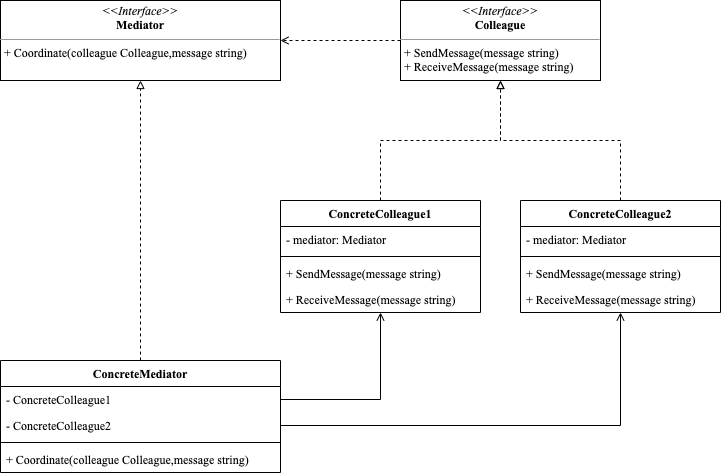 <<Interface>>
Mediator
+ Coordinate(colleague Colleague,message string)
<<Interface>>
Colleague
+ SendMessage(message string)
+ ReceiveMessage(message string)
ConcreteColleague1
- mediator: Mediator
+ SendMessage(message string)
+ ReceiveMessage(message string)
ConcreteColleague2
- mediator: Mediator
+ SendMessage(message string)
+ ReceiveMessage(message string)
ConcreteMediator
- ConcreteColleague1
- ConcreteColleague2
+ Coordinate(colleague Colleague,message string)